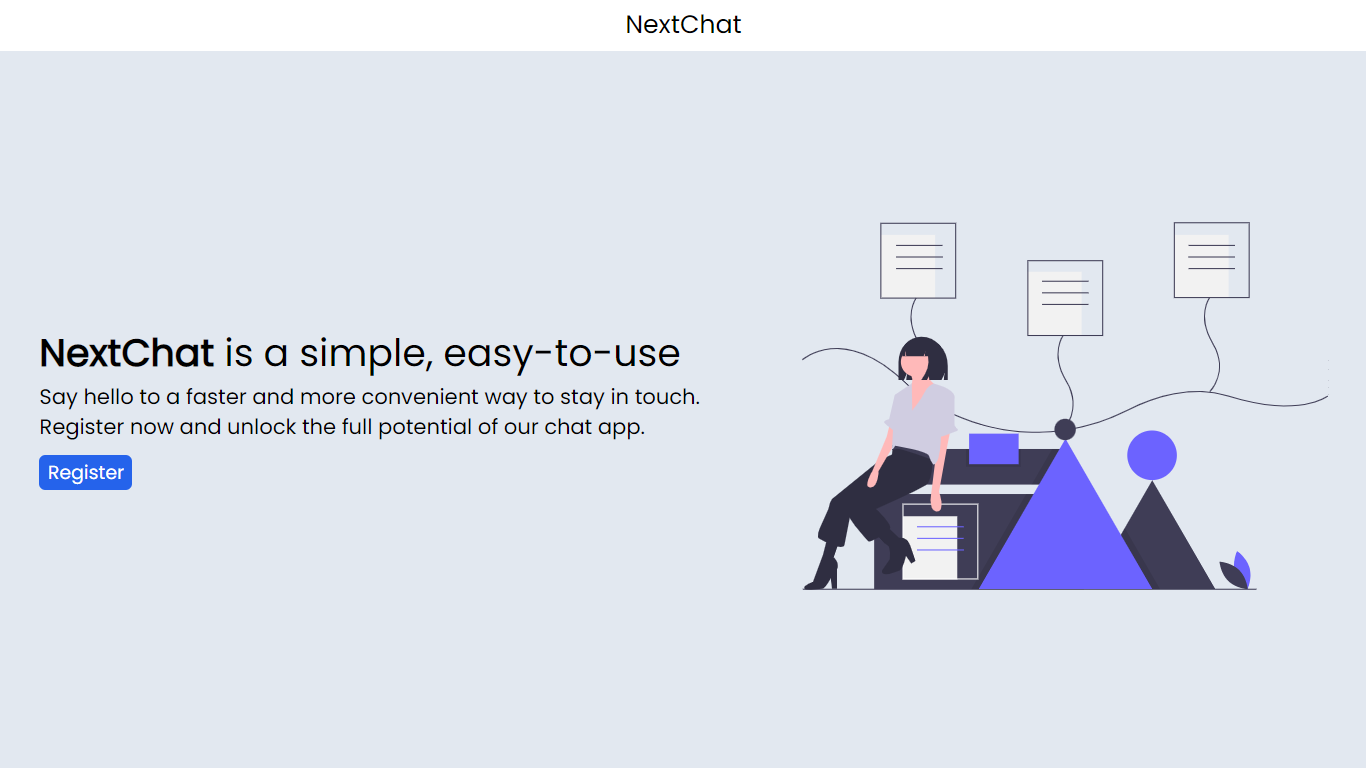 NextChat
NextChat is a simple, easy-to-use
Say hello to a faster and more convenient way to stay in touch.
Register now and unlock the full potential of our chat app.
Register